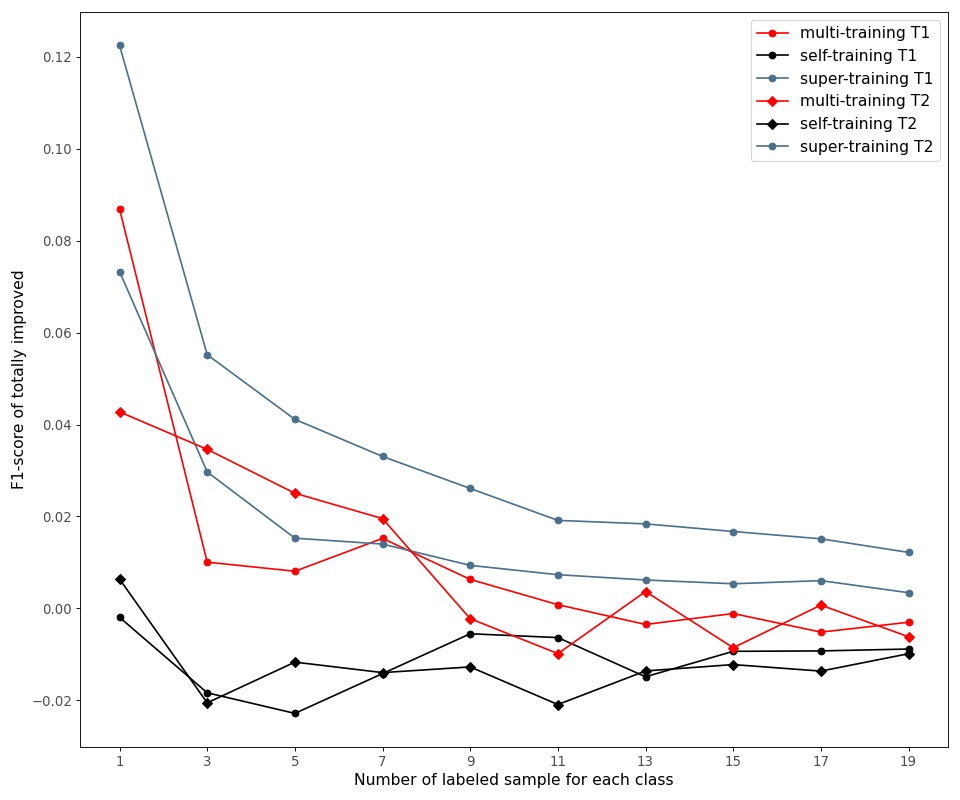 multi-training T1
self-training T1
super-training T1
multi-training T2
self-training T2
super-training T2
0.12
0.10
0.08
0.06
0.04
0.02
0.00
−0.02
F1-score of totally improved
1 3 5 7 9 11 13 15 17 19
Number of labeled sample for each class